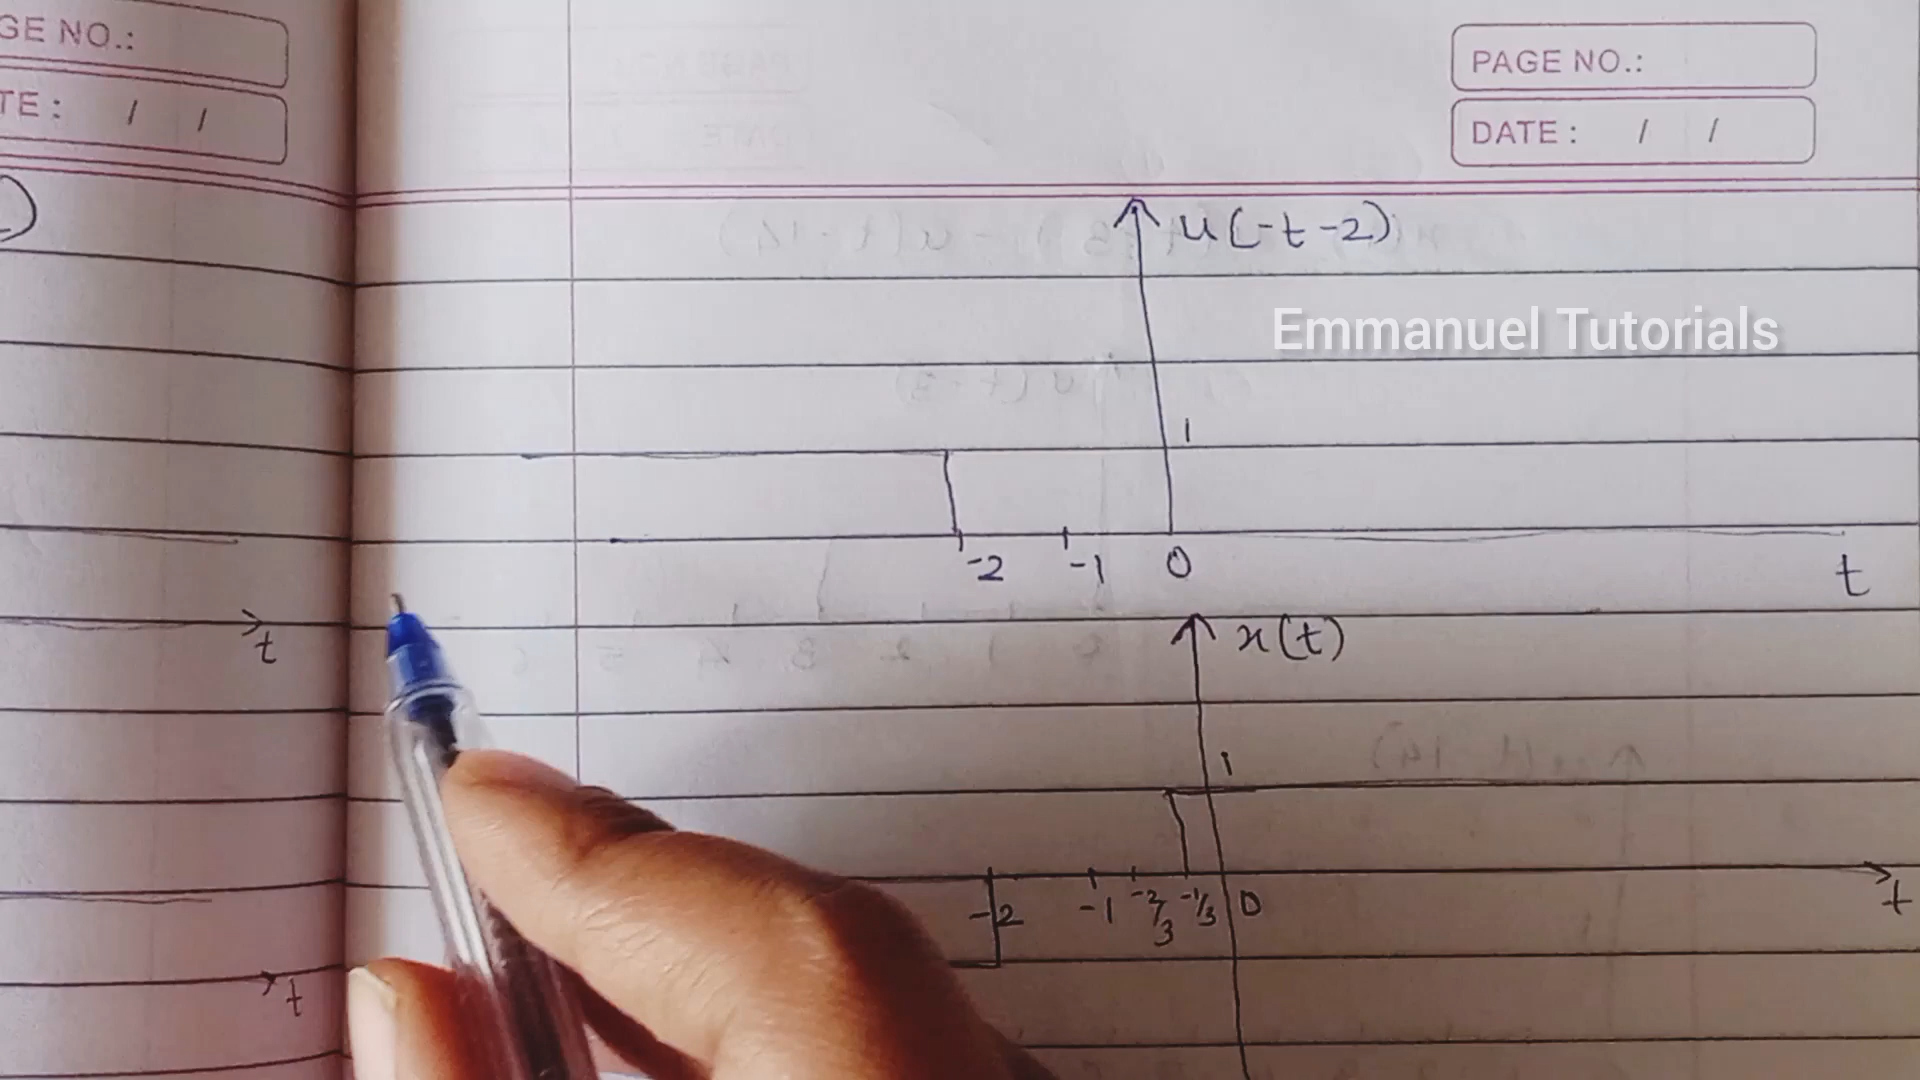 GE NO.:
TE : / /
PAGE NO.:
DATE : / /
u(-t-2)
Emmanuel Tutorials
1
-2 -1 0 t
t
x(t)
1
-2 -1 -2/3 -1/3 0 t
t